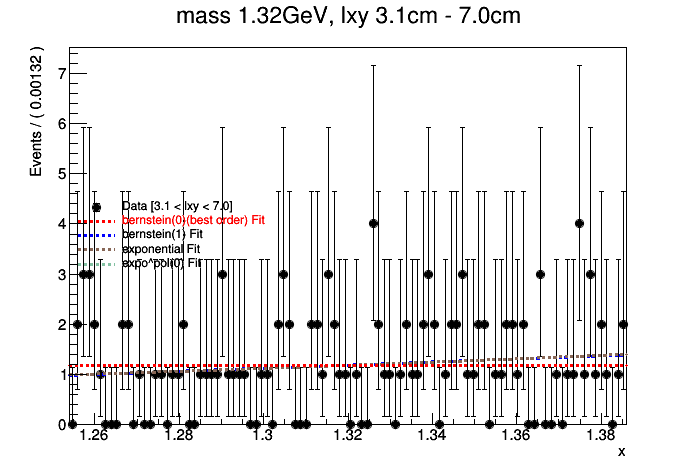 mass 1.32GeV, lxy 3.1cm - 7.0cm
Events / ( 0.00132 )
7
6
5
4
3
2
1
0
Data [3.1 < lxy < 7.0]
bernstein(0)(best order) Fit
bernstein(1) Fit
exponential Fit
expo^pol(0) Fit
1.26 1.28 1.3 1.32 1.34 1.36 1.38
x